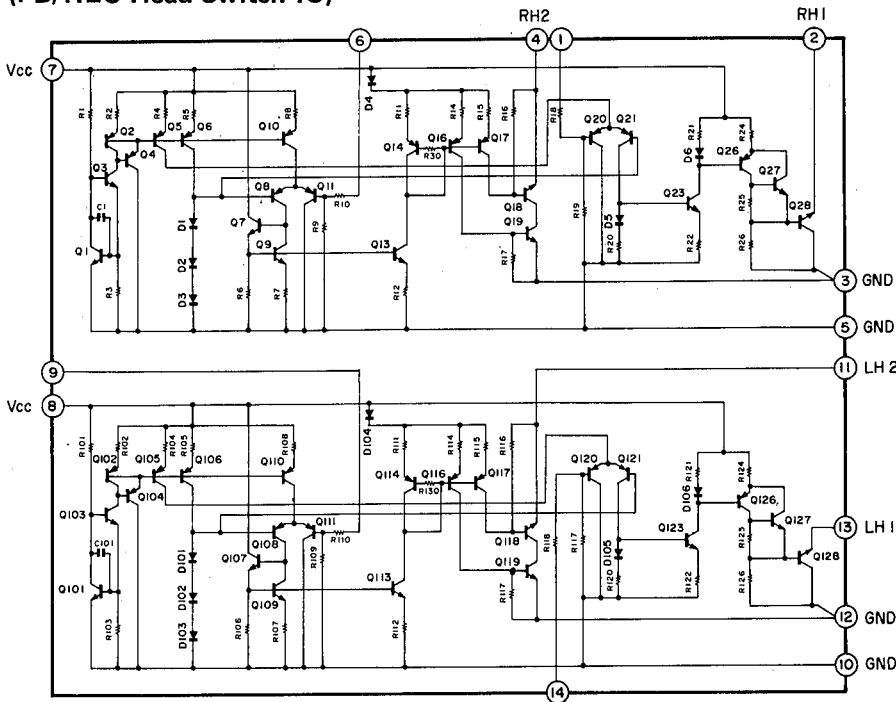 (PB/REC Head Switch IC)
RH2 RH1
6 4 1 2
Vcc 7
D4
R1 R2 R4 R5 R8 R11 R14 R15 R16 R18 R21 R24
Q2 Q5 Q6 Q10 Q16 Q17 Q20 Q21 D6 Q26
Q3 Q4 Q14 R30 Q27
Q8 Q11 R10 Q18 Q23 R25 Q28
C1 D1 Q7 R9 Q19 R19 D5
Q1 D2 Q9 Q13 R17 R20 R22 R26
R3 D3 R6 R7 R12 3 GND
5 GND
9 11 LH 2
Vcc 8
D104
R101 R102 R104 R105 R108 R111 R114 R115 R116 R121 R124
Q102 Q105 Q106 Q110 Q114 Q116 Q117 Q120 Q121 D106 Q126
Q104 R130 Q127
Q103 Q108 Q111 R110 Q118 R118 R117 Q123 R125 13 LH 1
C101 D101 Q107 R109 Q119 D105 Q128
Q101 D102 Q109 Q113 R117 R120 R122 R126
R103 D103 R106 R107 R112 12 GND
10 GND
14